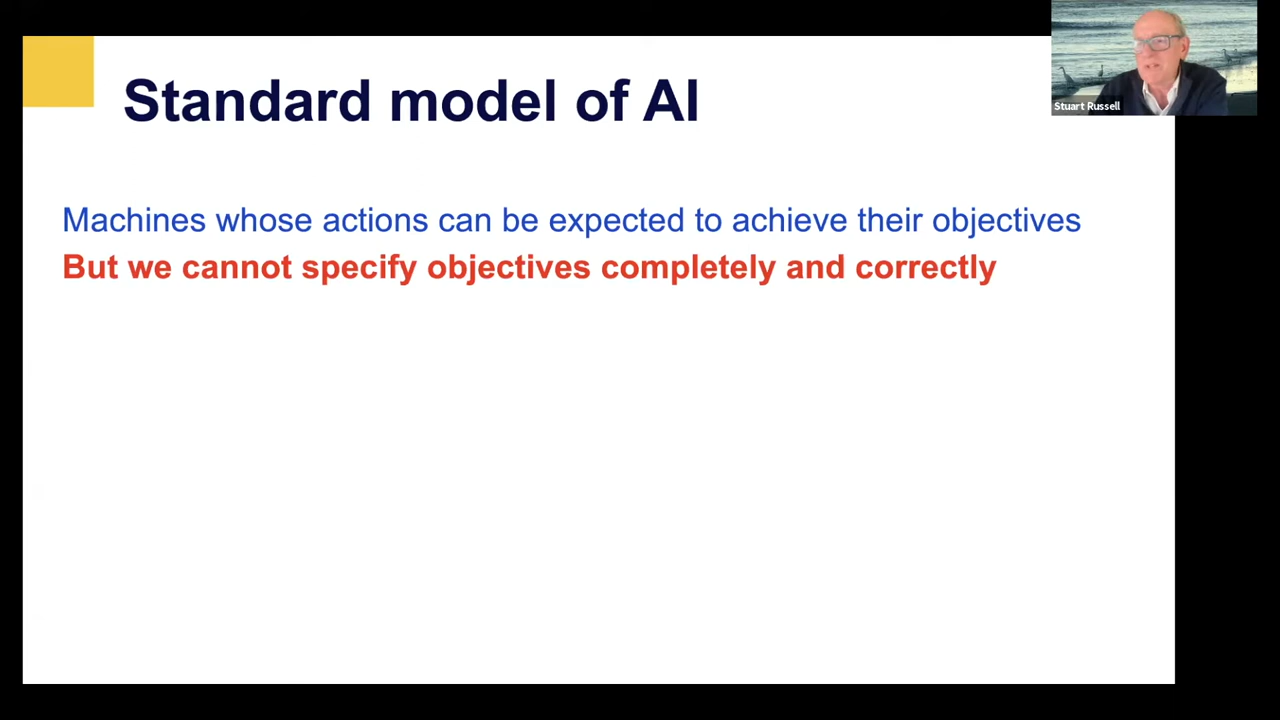 Standard model of AI
Stuart Russell
Machines whose actions can be expected to achieve their objectives
But we cannot specify objectives completely and correctly